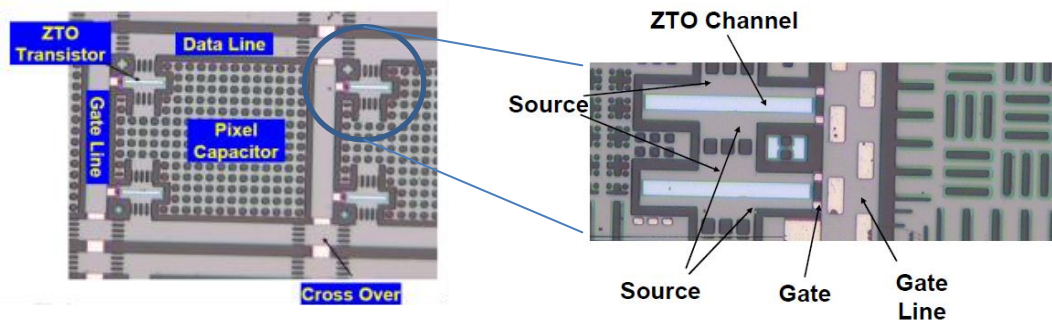 ZTO
Transistor
Data Line
Gate Line
Pixel
Capacitor
Cross Over
ZTO Channel
Source
Source
Gate
Gate
Line